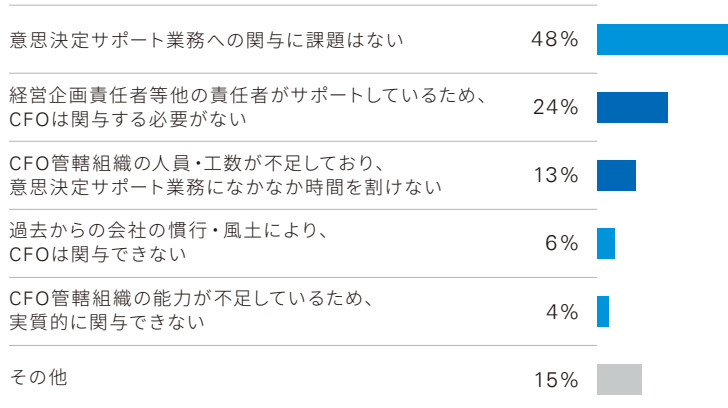 意思決定サポート業務への関与に課題はない 48%
経営企画責任者等他の責任者がサポートしているため、
CFOは関与する必要がない 24%
CFO管轄組織の人員・工数が不足しており、
意思決定サポート業務になかなか時間を割けない 13%
過去からの会社の慣行・風土により、
CFOは関与できない 6%
CFO管轄組織の能力が不足しているため、
実質的に関与できない 4%
その他 15%